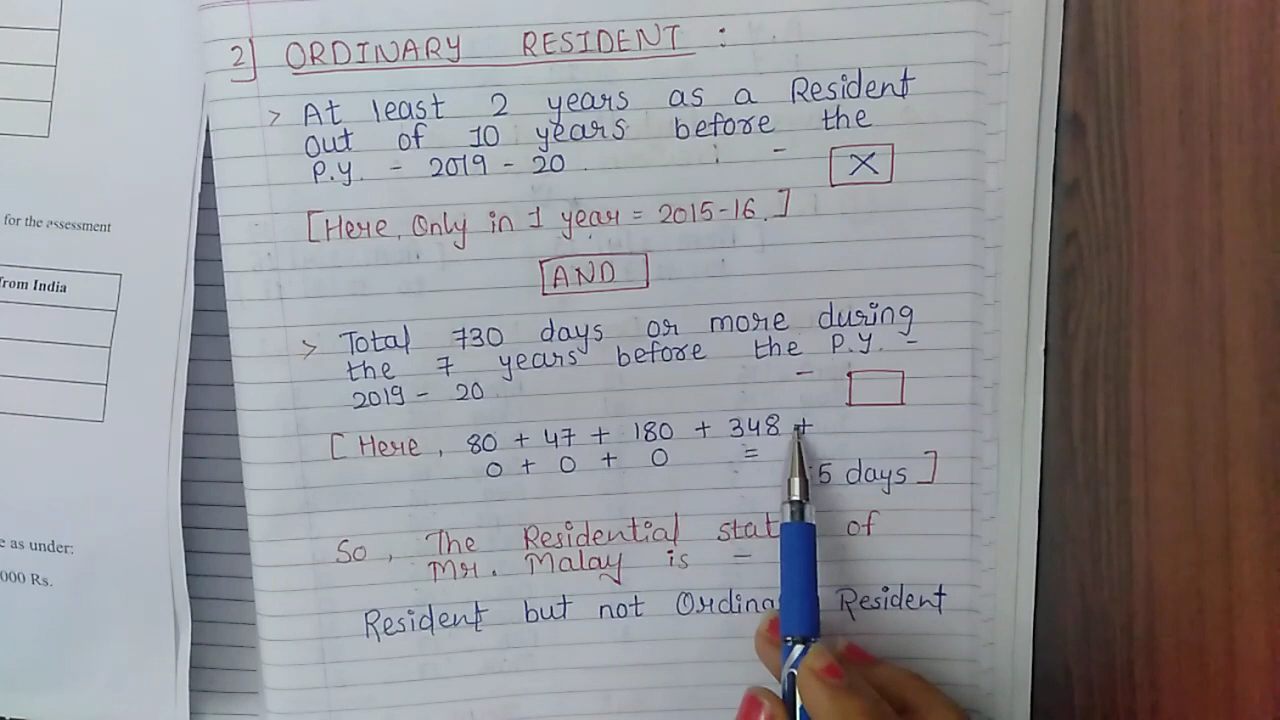 for the assessment
from India
e as under:
000 Rs.
2] ORDINARY RESIDENT :
> At least 2 years as a Resident
out of 10 years before the
P.y. - 2019 - 20 : -
X
[Here, Only in 1 year = 2015-16.]
AND
> Total 730 days or more during
the 7 years before the P.y. -
2019 - 20 -
[Here, 80 + 47 + 180 + 348 +
0 + 0 + 0 =
5 days]
So, The Residential of
Mr. Malay is -
Resident but not Resident